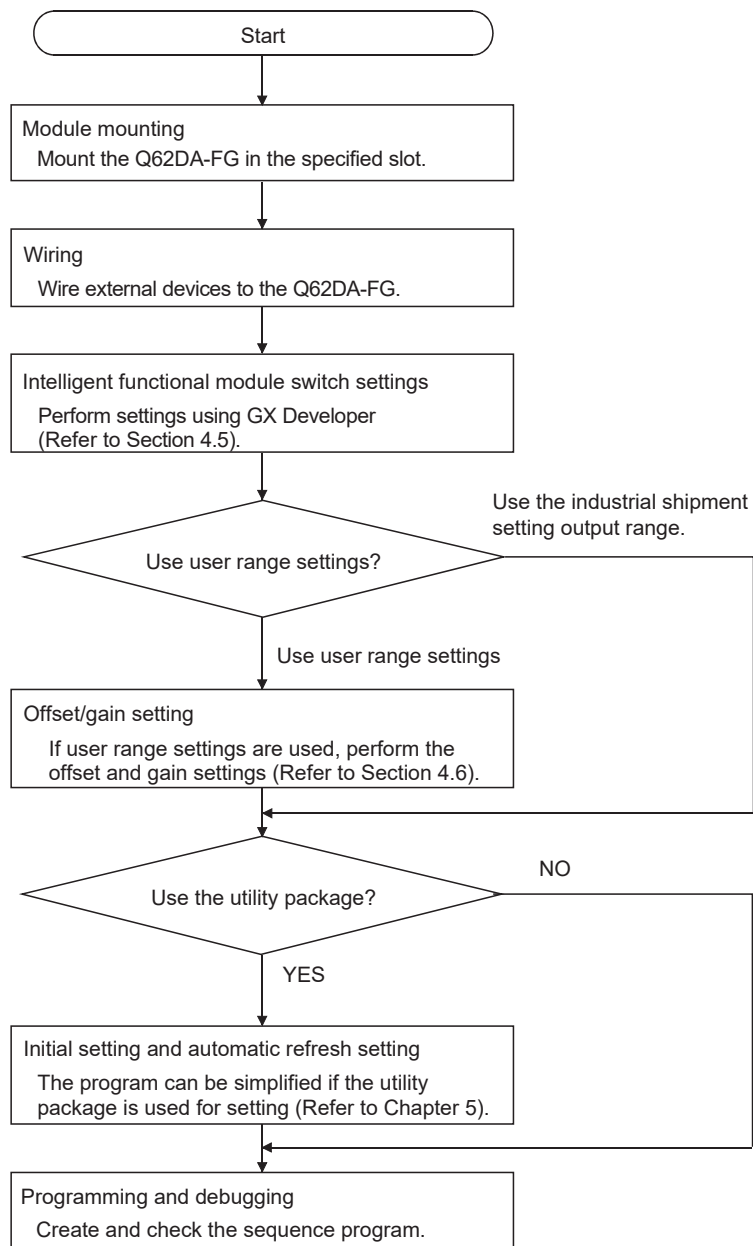 Start
Module mounting
Mount the Q62DA-FG in the specified slot.
Wiring
Wire external devices to the Q62DA-FG.
Intelligent functional module switch settings
Perform settings using GX Developer
(Refer to Section 4.5).
Use the industrial shipment
setting output range.
Use user range settings?
Use user range settings
Offset/gain setting
If user range settings are used, perform the
offset and gain settings (Refer to Section 4.6).
NO
Use the utility package?
YES
Initial setting and automatic refresh setting
The program can be simplified if the utility
package is used for setting (Refer to Chapter 5).
Programming and debugging
Create and check the sequence program.